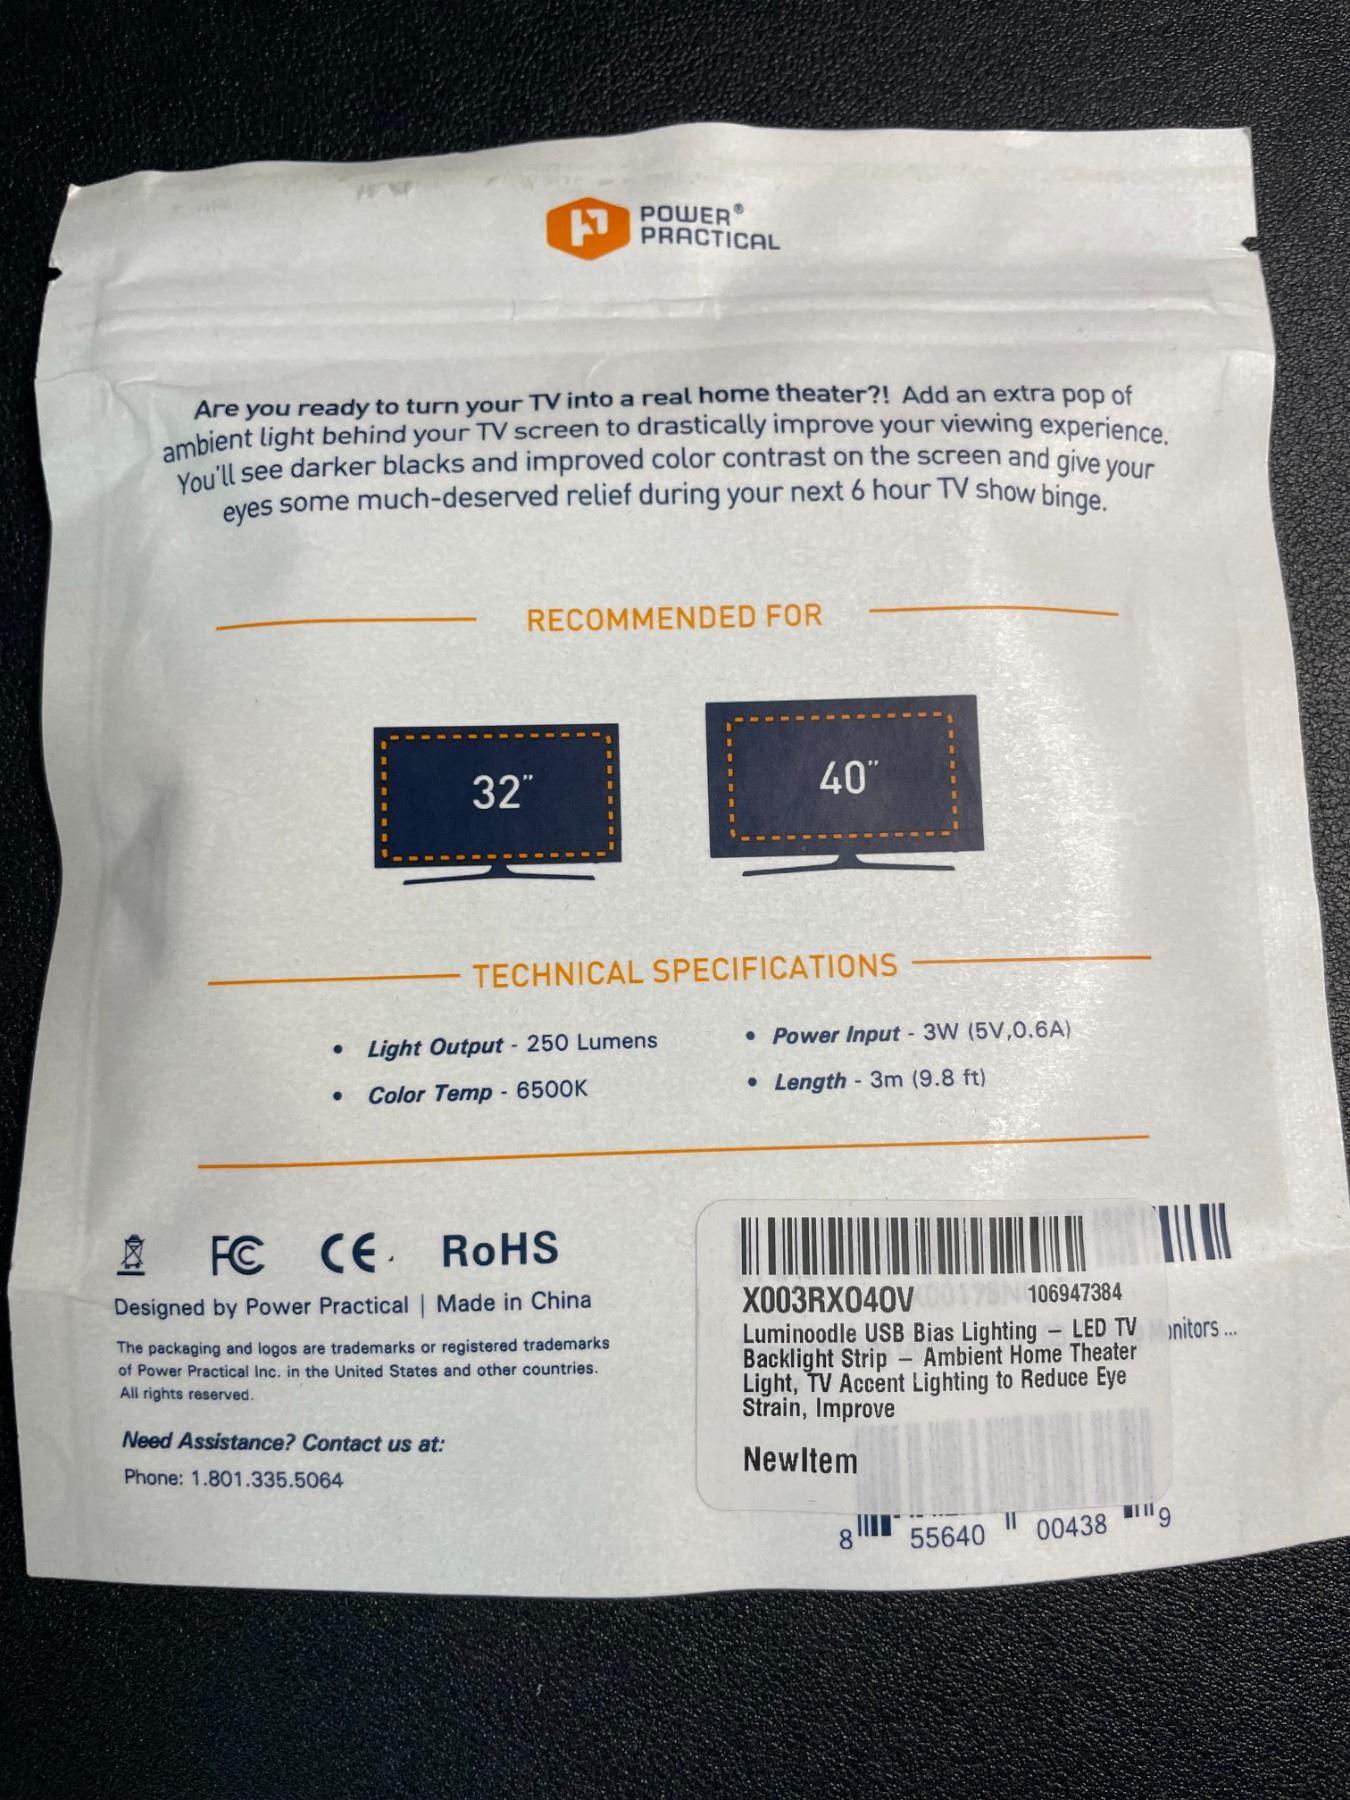 POWER®
PRACTICAL
Are you ready to turn your TV into a real home theater?! Add an extra pop of
ambient light behind your TV screen to drastically improve your viewing experience.
You'll see darker blacks and improved color contrast on the screen and give your
eyes some much-deserved relief during your next 6 hour TV show binge.
RECOMMENDED FOR
32"
40"
TECHNICAL SPECIFICATIONS
• Light Output - 250 Lumens
• Color Temp - 6500K
• Power Input - 3W (5V,0.6A)
• Length - 3m (9.8 ft)
FC CE RoHS
Designed by Power Practical | Made in China
The packaging and logos are trademarks or registered trademarks
of Power Practical Inc. in the United States and other countries.
All rights reserved.
Need Assistance? Contact us at:
Phone: 1.801.335.5064
X003RXO4OV 106947384
Luminoodle USB Bias Lighting – LED TV
Backlight Strip – Ambient Home Theater
Light, TV Accent Lighting to Reduce Eye
Strain, Improve
NewItem
8 55640 00438 9